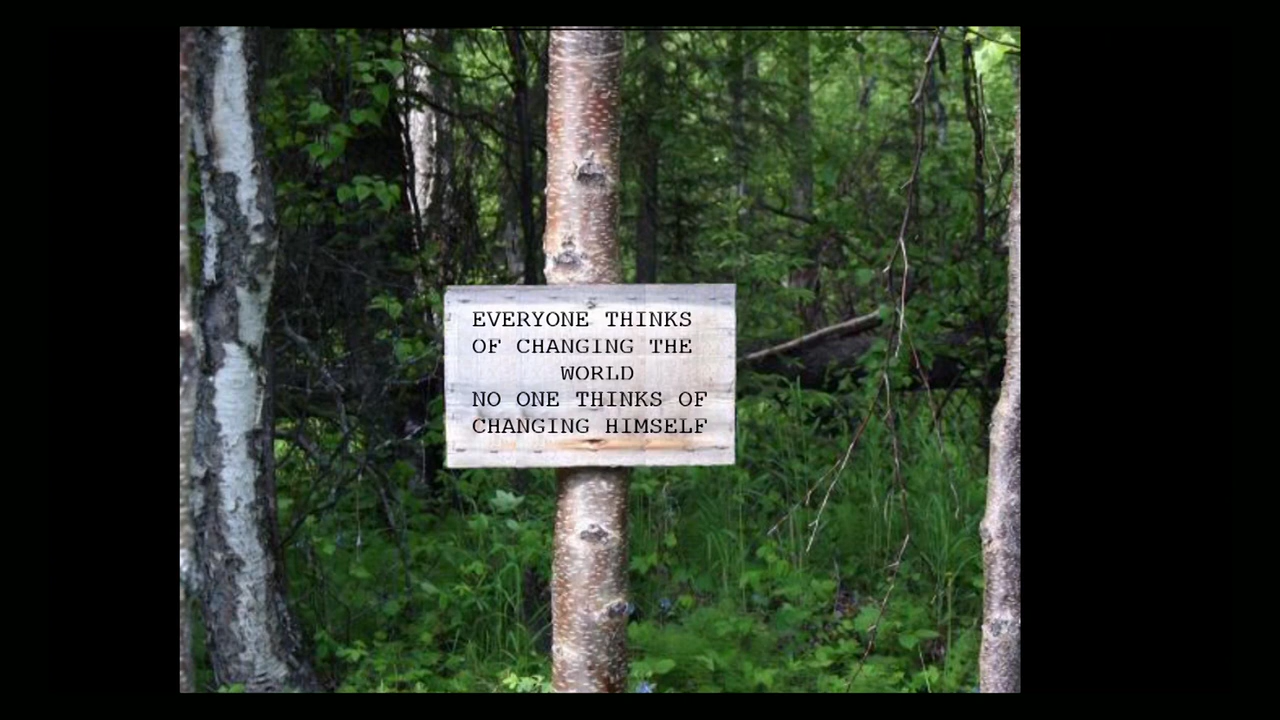 EVERYONE THINKS
OF CHANGING THE
WORLD
NO ONE THINKS OF
CHANGING HIMSELF